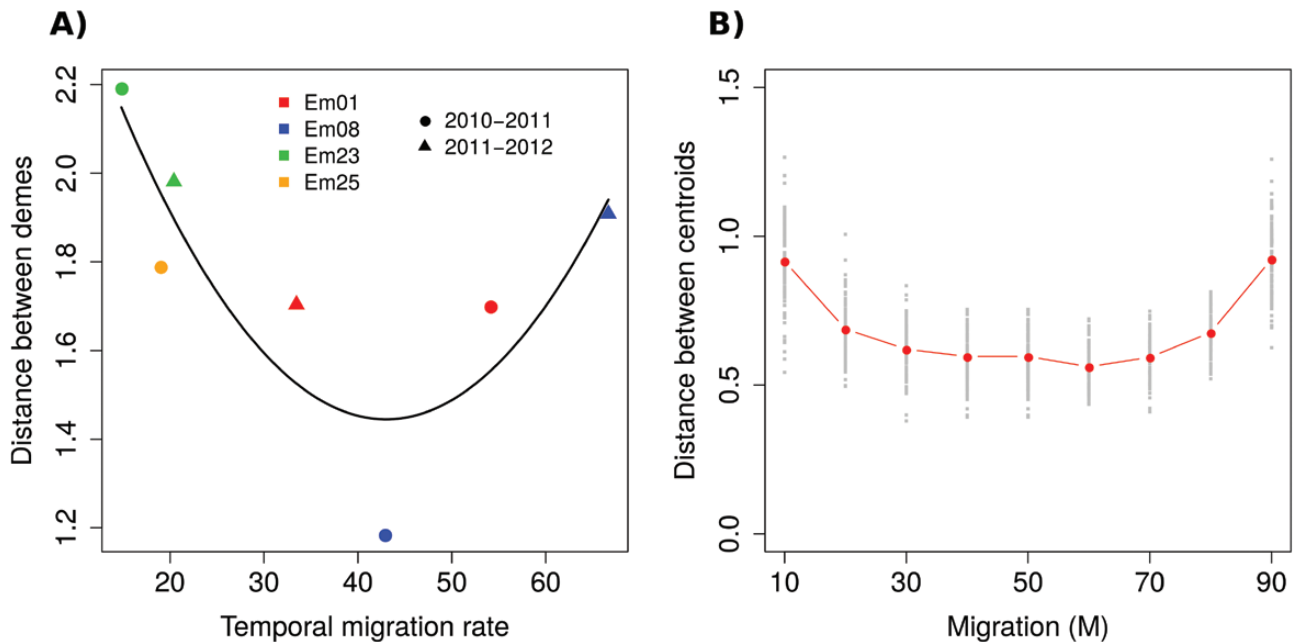 A)
Distance between demes
2.2
2.0
1.8
1.6
1.4
1.2
Em01
Em08
Em23
Em25
2010−2011
2011−2012
20 30 40 50 60
Temporal migration rate
B)
Distance between centroids
1.5
1.0
0.5
0.0
10 30 50 70 90
Migration (M)